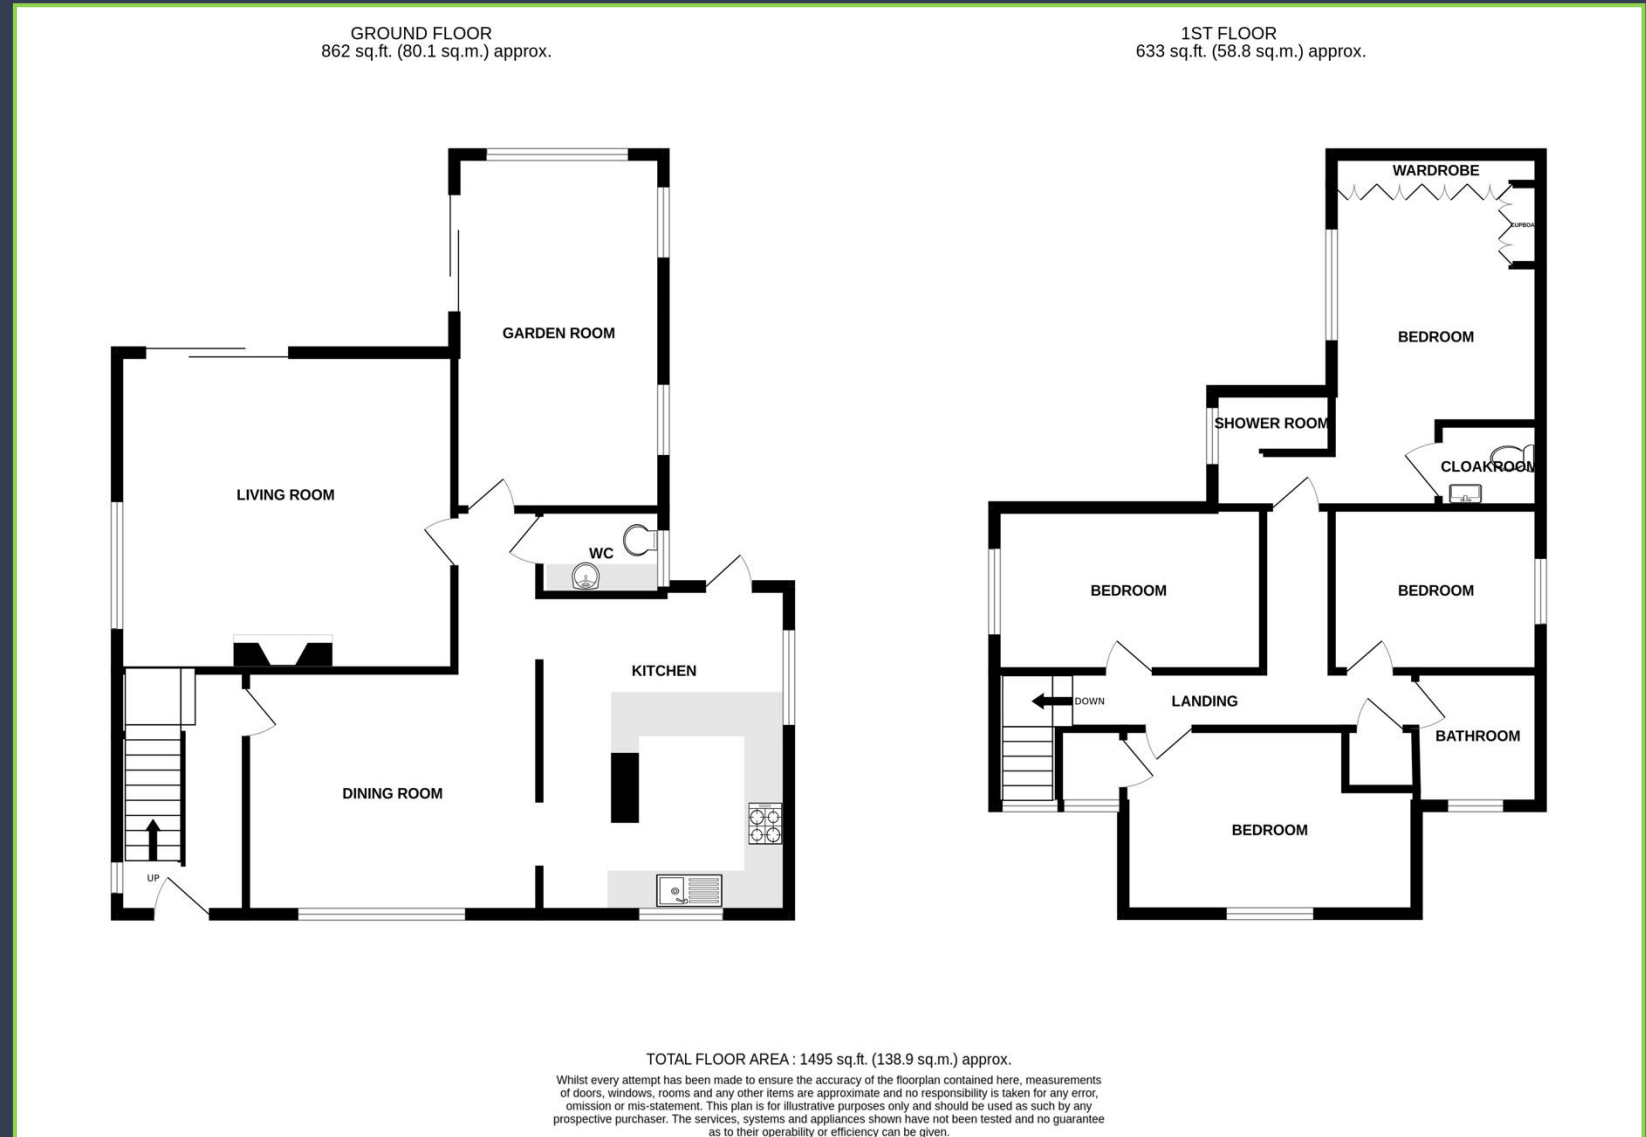 GROUND FLOOR
862 sq.ft. (80.1 sq.m.) approx.
1ST FLOOR
633 sq.ft. (58.8 sq.m.) approx.
GARDEN ROOM
LIVING ROOM
WC
KITCHEN
DINING ROOM
UP
WARDROBE
CUPBOA
BEDROOM
SHOWER ROOM
CLOAKROOM
BEDROOM
BEDROOM
DOWN
LANDING
BATHROOM
BEDROOM
TOTAL FLOOR AREA : 1495 sq.ft. (138.9 sq.m.) approx.
Whilst every attempt has been made to ensure the accuracy of the floorplan contained here, measurements
of doors, windows, rooms and any other items are approximate and no responsibility is taken for any error,
omission or mis-statement. This plan is for illustrative purposes only and should be used as such by any
prospective purchaser. The services, systems and appliances shown have not been tested and no guarantee
as to their operability or efficiency can be given.